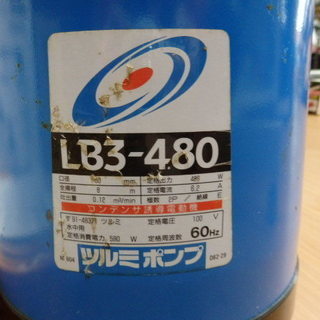 LB3-480
口径 mm 定格出力 480 W
全揚程 8 m 定格電流 6.2 A
吐出量 0.12 m³/min 極数 2P / 絶縁 E
コンデンサ誘導電動機
ツルミ 定格電圧 100 V
水中用 定格周波数 60Hz
定格消費電力 580 W
ツルミポンプ